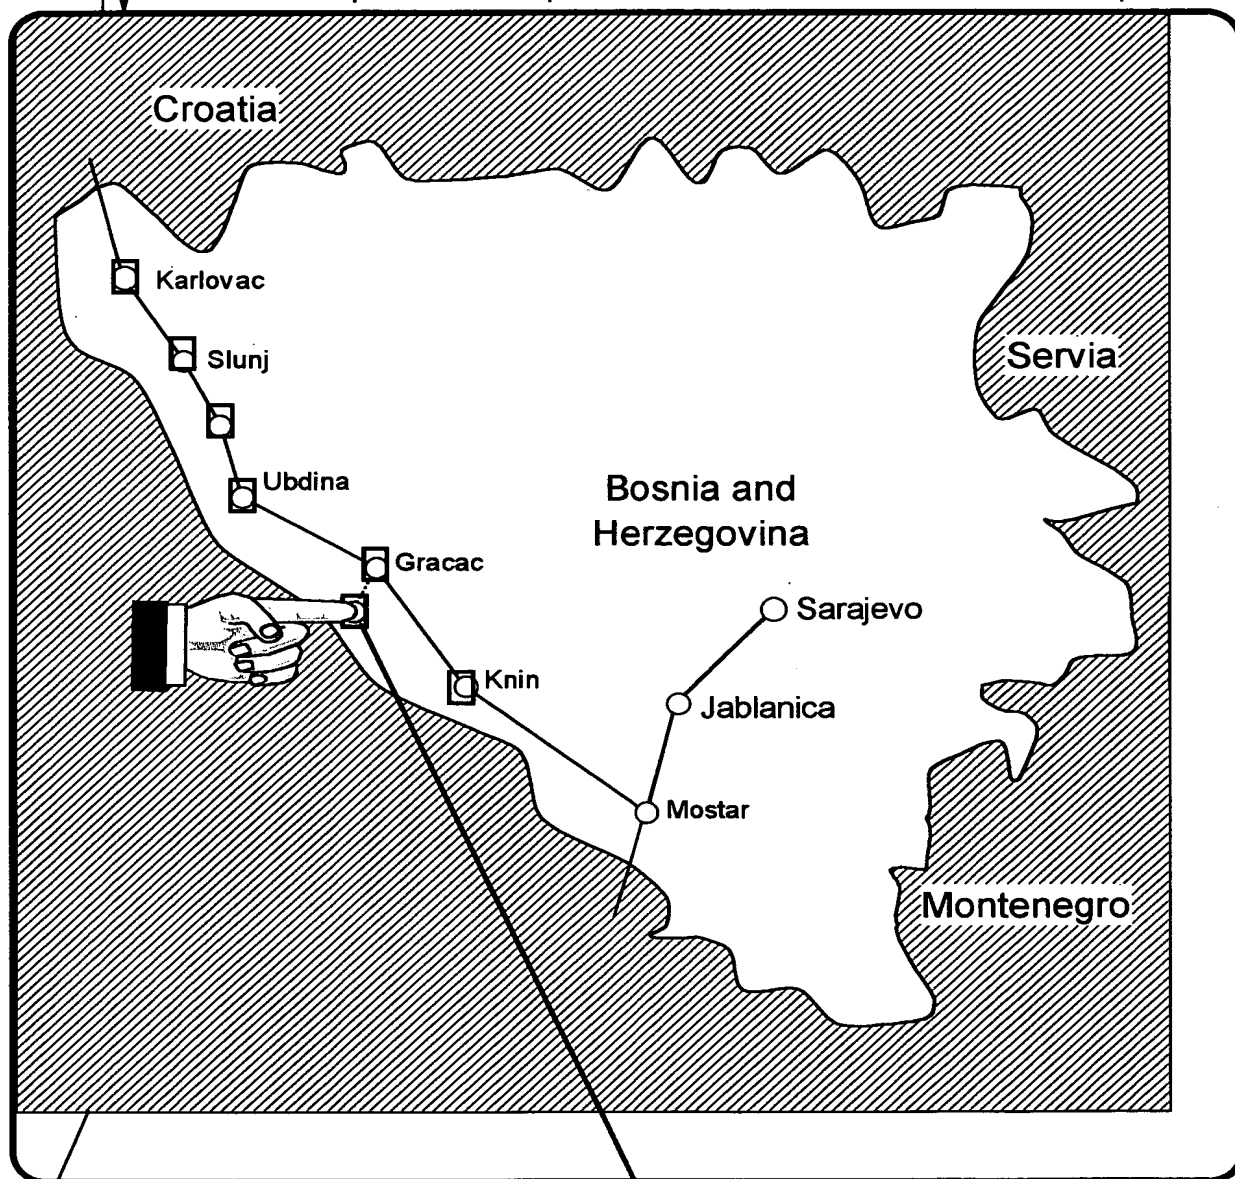 Croatia
Karlovac
Slunj
Servia
Ubdina
Bosnia and
Herzegovina
Gracac
Sarajevo
Knin
Jablanica
Mostar
Montenegro